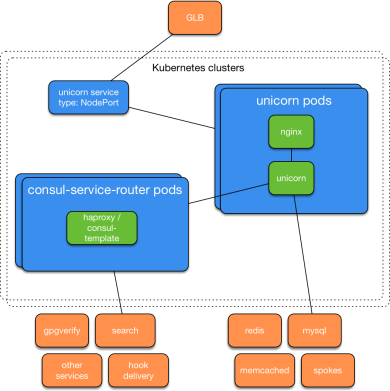 GLB
Kubernetes clusters
unicorn service
type: NodePort
unicorn pods
nginx
unicorn
consul-service-router pods
haproxy /
consul-
template
gpgverify
search
other
services
hook
delivery
redis
mysql
memcached
spokes